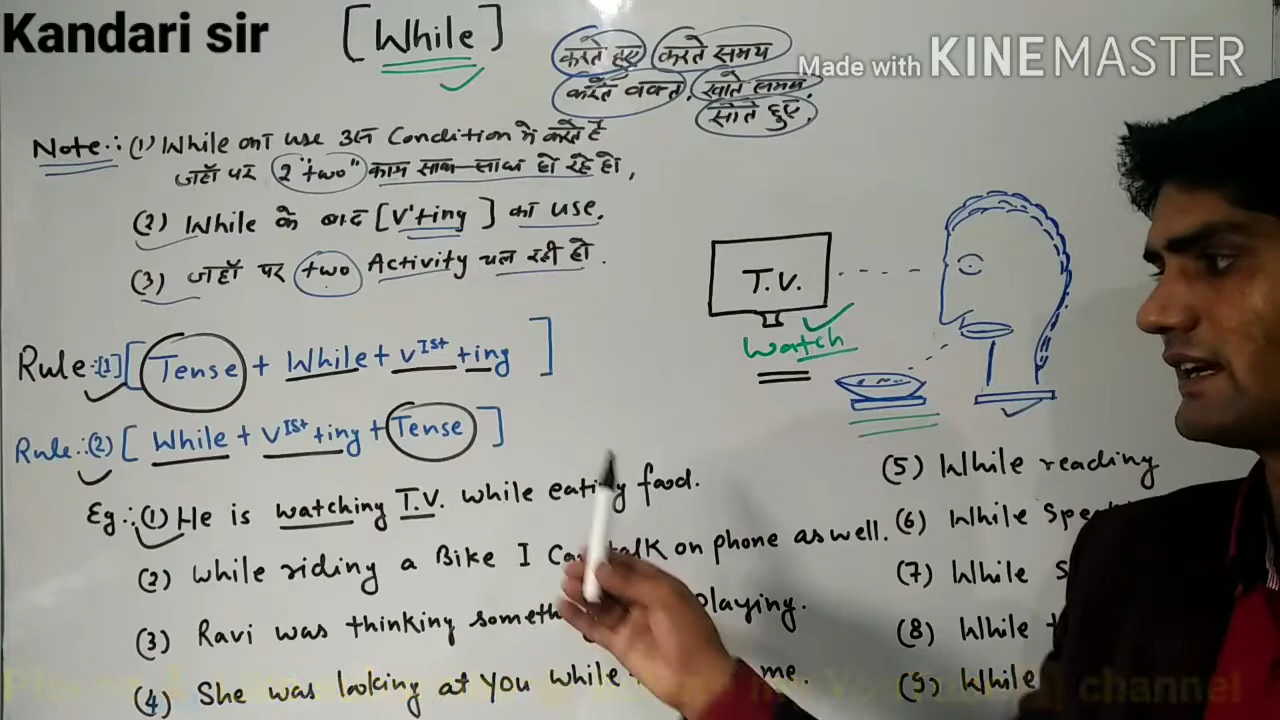 Kandari sir
[While]
करते हुए करते समय
करते वक्त, खाते समय,
सोते हुए,
Made with KINEMASTER
Note:- (1) While का use उस Condition में करते हैं
जहाँ पर 2 "two" काम साथ-साथ हो रहे हो,
(2) While के बाद [V'+ing] का use.
(3) जहाँ पर two Activity चल रही हो.
T.V.
Watch
Rule:-[1] [Tense + While + v Ist + ing]
Rule:-(2) [While + v Ist + ing + Tense]
Eg:-(1) He is watching T.V. while eating food.
(2) while riding a Bike I Can talk on phone as well.
(3) Ravi was thinking playing.
(4) She was looking at you while me.
(5) While reading
(6) While
(7) While
(8) While
(9) While
channel